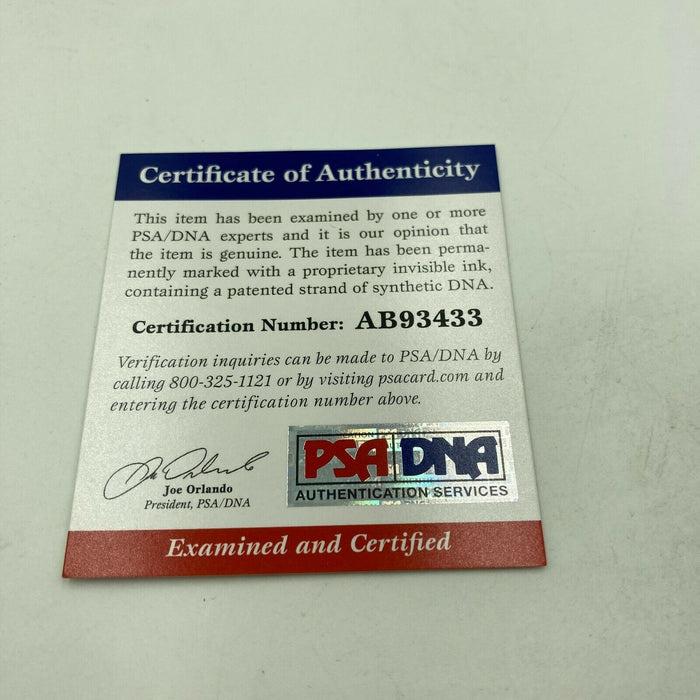 Certificate of Authenticity
This item has been examined by one or more
PSA/DNA experts and it is our opinion that
the item is genuine. The item has been perma-
nently marked with a proprietary invisible ink,
containing a patented strand of synthetic DNA.
Certification Number: AB93433
Verification inquiries can be made to PSA/DNA by
calling 800-325-1121 or by visiting psacard.com and
entering the certification number above.
PSA DNA
AUTHENTICATION SERVICES
Joe Orlando
President, PSA/DNA
Examined and Certified